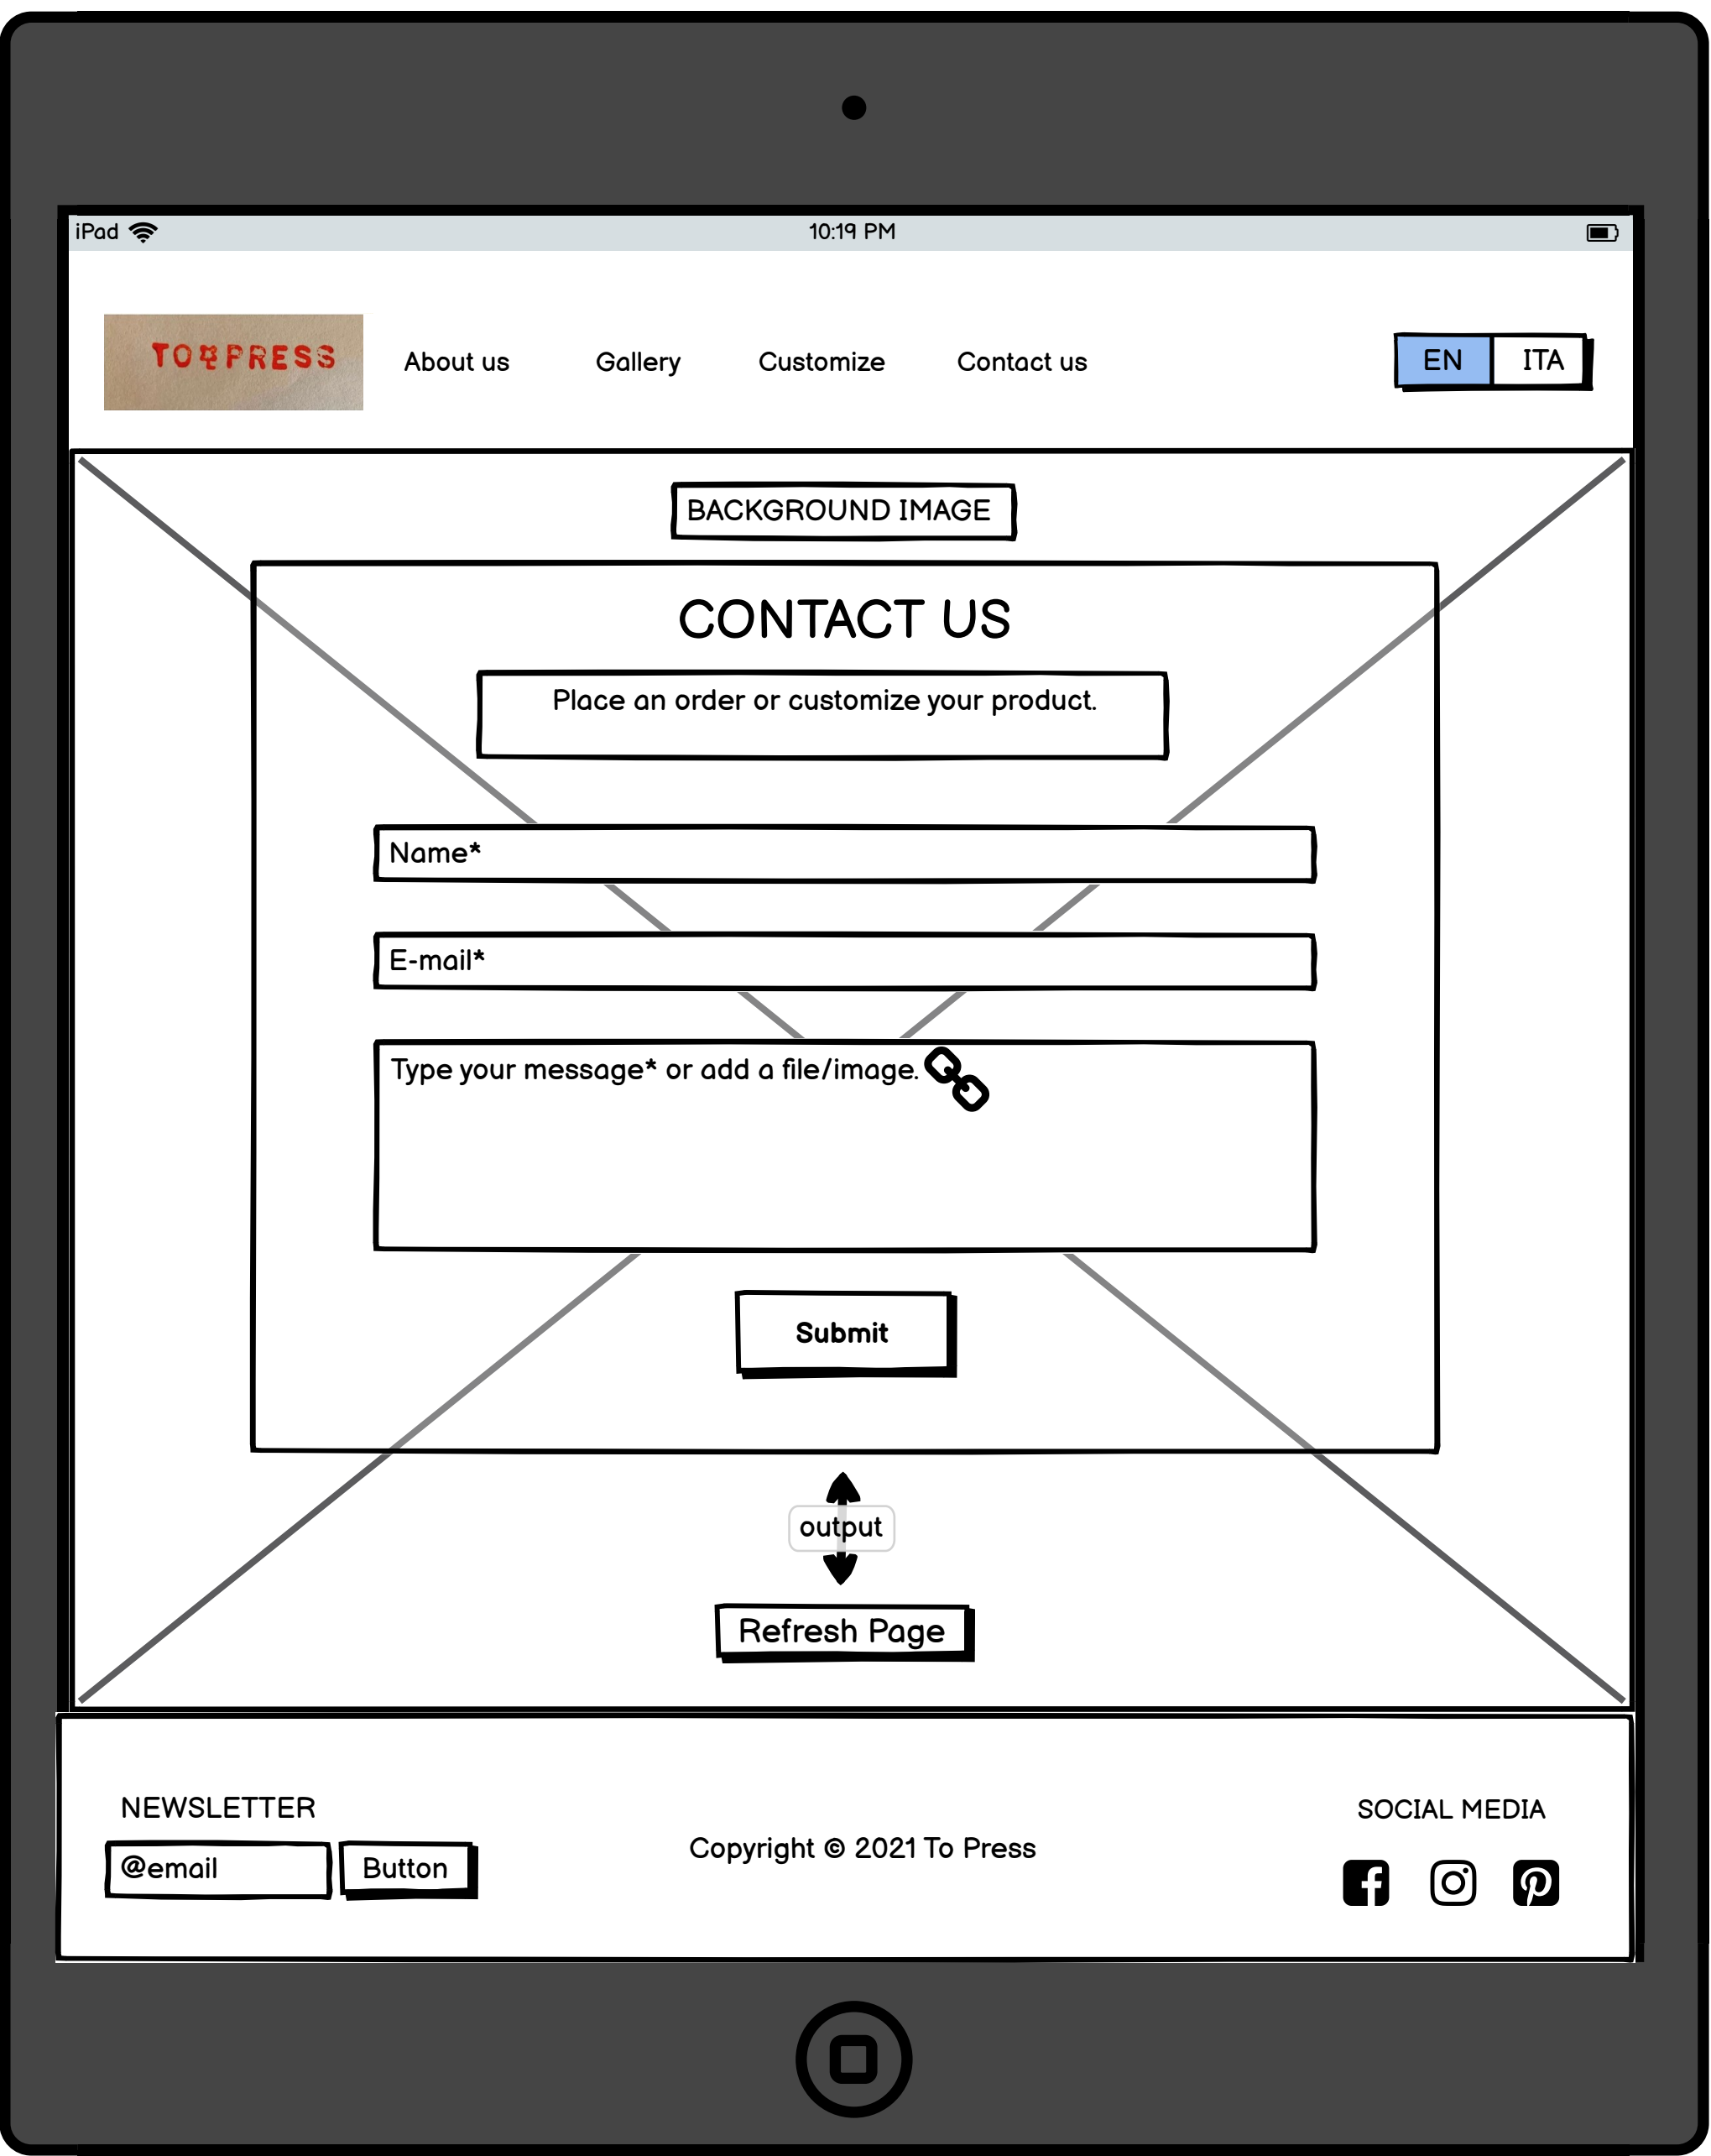 iPad
10:19 PM
TO PRESS
About us
Gallery
Customize
Contact us
EN
ITA
BACKGROUND IMAGE
CONTACT US
Place an order or customize your product.
Name*
E-mail*
Type your message* or add a file/image.
Submit
output
Refresh Page
NEWSLETTER
@email
Button
Copyright © 2021 To Press
SOCIAL MEDIA